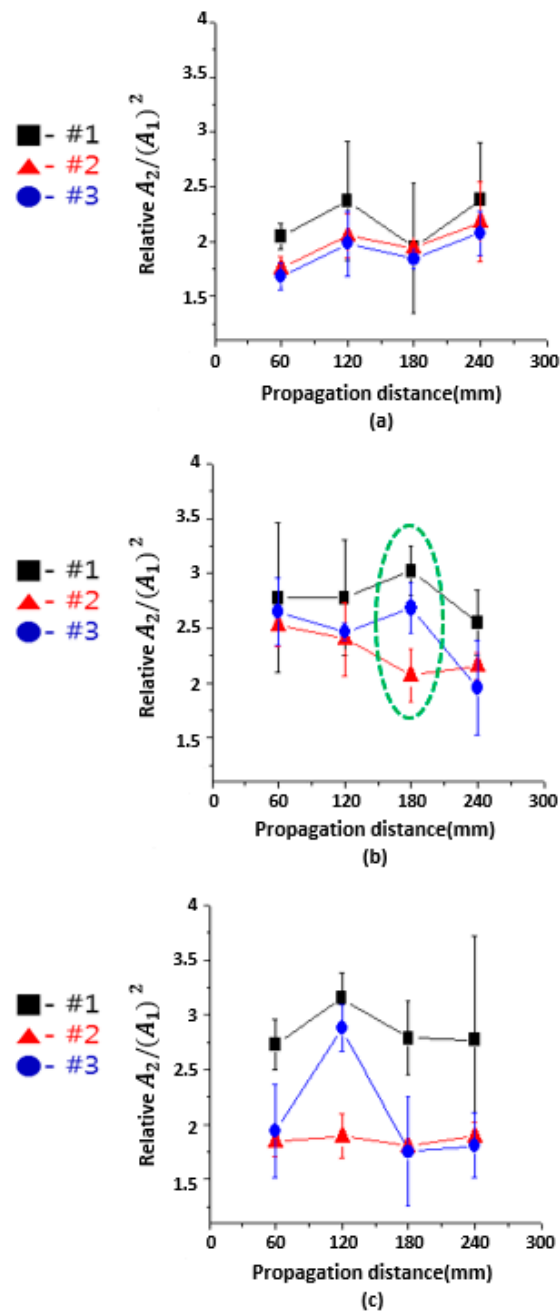 4
3.5
3
2.5
2
1.5
Relative A₂/(A₁)²
- #1
- #2
- #3
0 60 120 180 240 300
Propagation distance(mm)
(a)
4
3.5
3
2.5
2
1.5
Relative A₂/(A₁)²
- #1
- #2
- #3
0 60 120 180 240 300
Propagation distance(mm)
(b)
4
3.5
3
2.5
2
1.5
Relative A₂/(A₁)²
- #1
- #2
- #3
0 60 120 180 240 300
Propagation distance(mm)
(c)